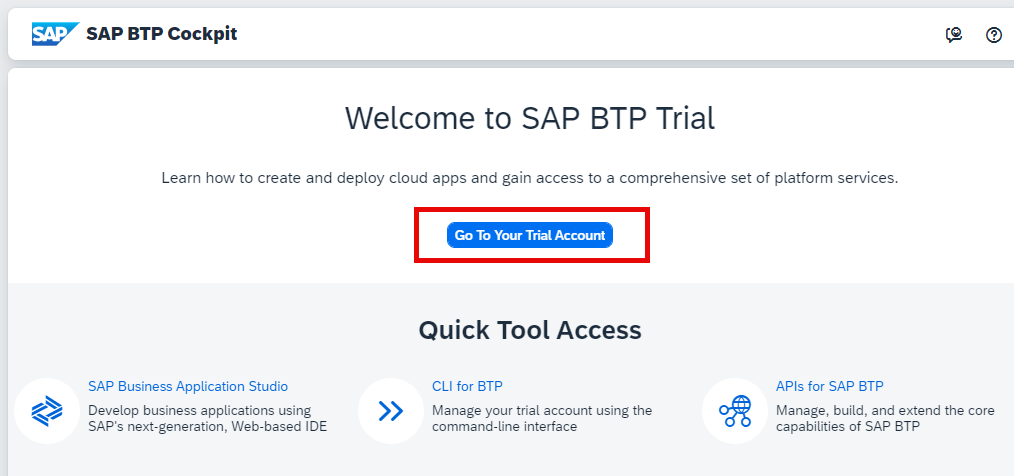 SAP SAP BTP Cockpit
Welcome to SAP BTP Trial
Learn how to create and deploy cloud apps and gain access to a comprehensive set of platform services.
Go To Your Trial Account
Quick Tool Access
SAP Business Application Studio
Develop business applications using
SAP's next-generation, Web-based IDE
CLI for BTP
Manage your trial account using the
command-line interface
APIs for SAP BTP
Manage, build, and extend the core
capabilities of SAP BTP